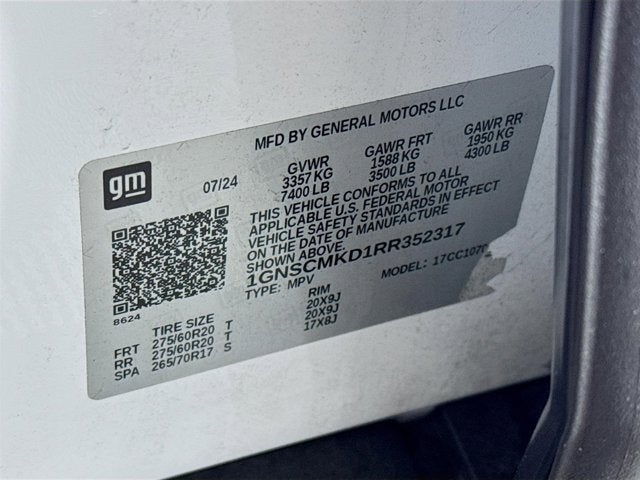 MFD BY GENERAL MOTORS LLC
gm
07/24
GVWR GAWR FRT GAWR RR
3357 KG 1588 KG 1950 KG
7400 LB 3500 LB 4300 LB
THIS VEHICLE CONFORMS TO ALL
APPLICABLE U.S. FEDERAL MOTOR
VEHICLE SAFETY STANDARDS IN EFFECT
ON THE DATE OF MANUFACTURE
SHOWN ABOVE.
1GNSCMKD1RR352317
TYPE: MPV MODEL: 17CC1070
8624
TIRE SIZE RIM
FRT 275/60R20 T 20X9J
RR 275/60R20 T 20X9J
SPA 265/70R17 S 17X8J